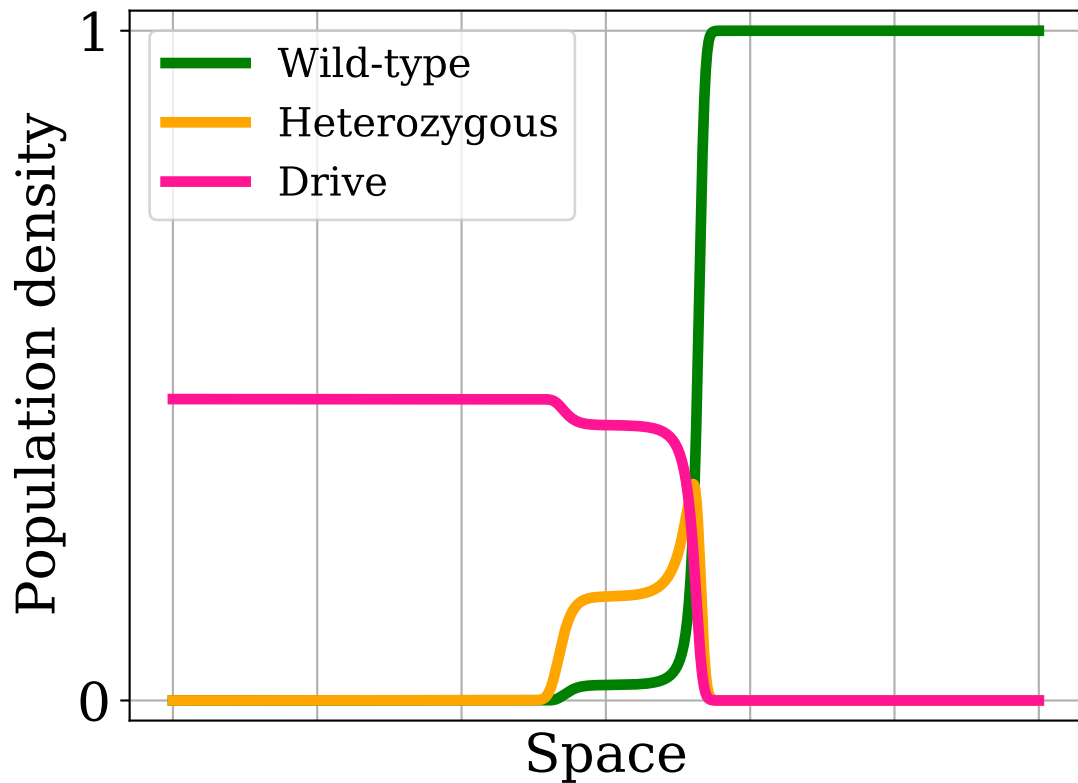 Population density
1
0
Wild-type
Heterozygous
Drive
Space